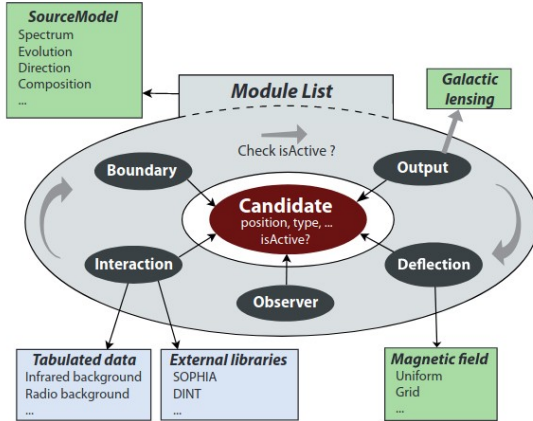 SourceModel
Spectrum
Evolution
Direction
Composition
...
Module List
Galactic
lensing
Check isActive ?
Boundary
Output
Candidate
position, type, ...
isActive?
Interaction
Deflection
Observer
Tabulated data
Infrared background
Radio background
...
External libraries
SOPHIA
DINT
...
Magnetic field
Uniform
Grid
...